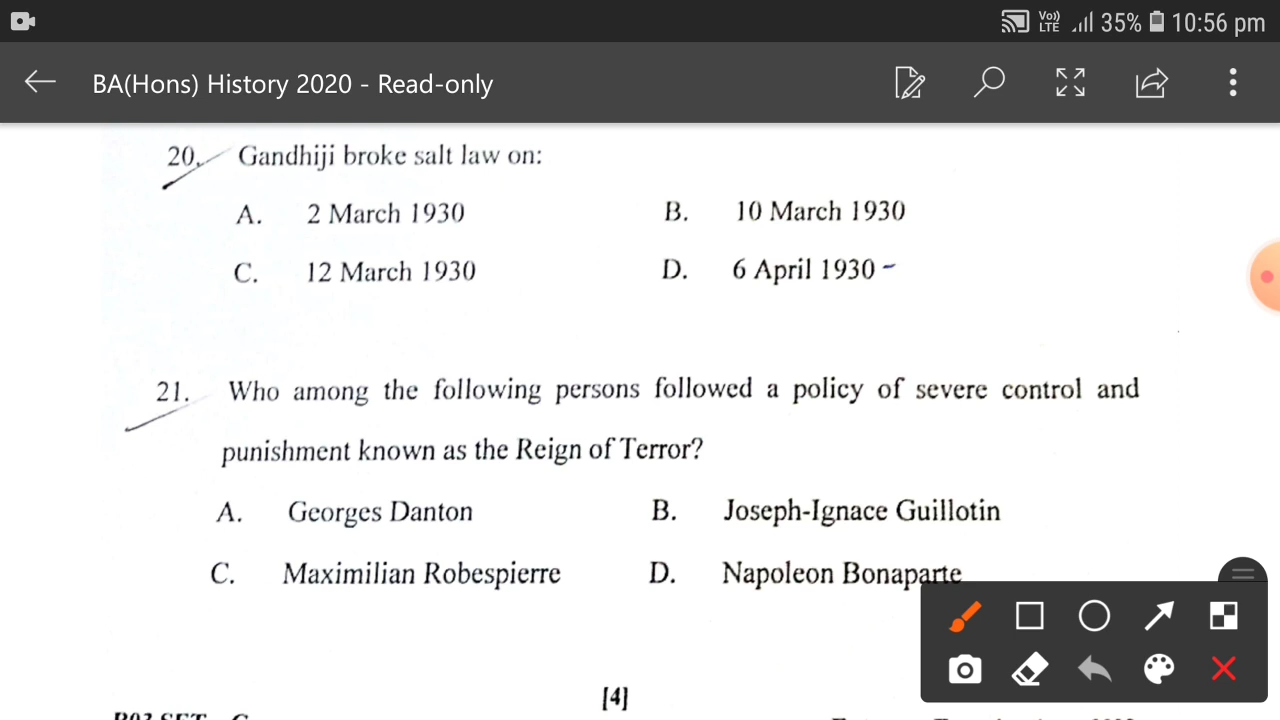 Vo)) LTE 35% 10:56 pm
BA(Hons) History 2020 - Read-only
20. Gandhiji broke salt law on:
A. 2 March 1930 B. 10 March 1930
C. 12 March 1930 D. 6 April 1930
21. Who among the following persons followed a policy of severe control and
punishment known as the Reign of Terror?
A. Georges Danton B. Joseph-Ignace Guillotin
C. Maximilian Robespierre D. Napoleon Bonaparte
[4]